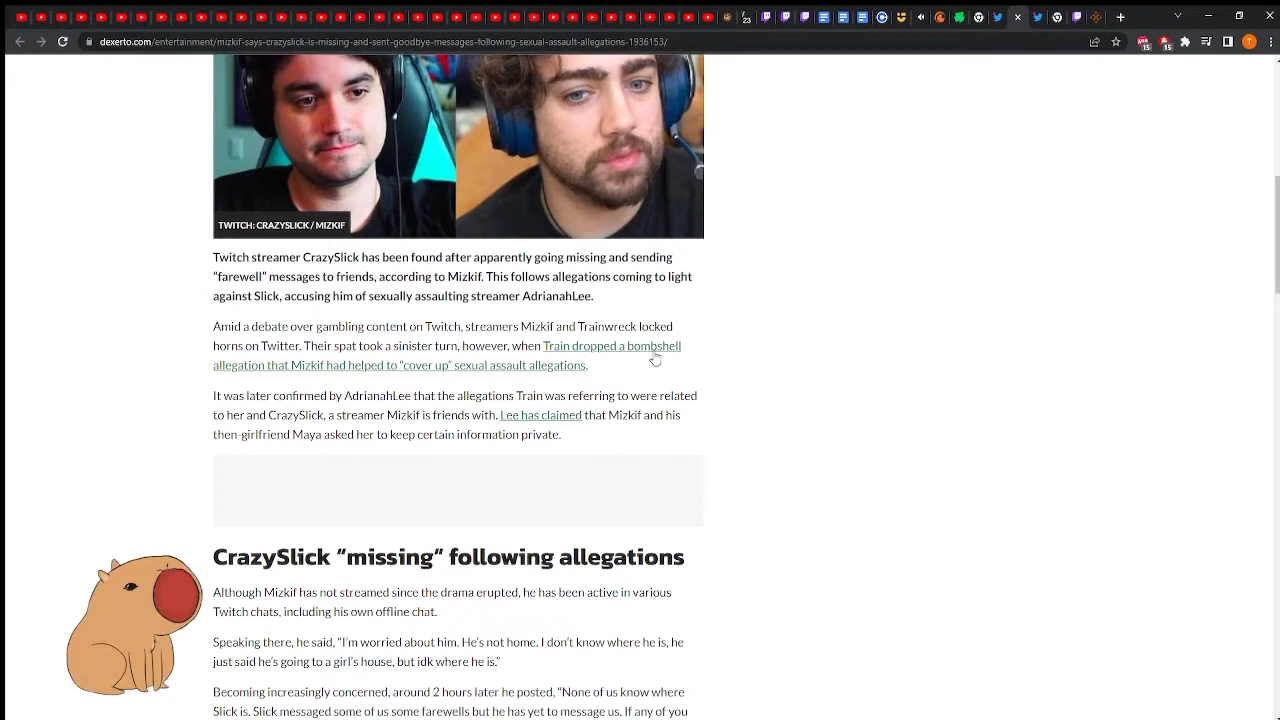 dexerto.com/entertainment/mizkif-says-crazyslick-is-missing-and-sent-goodbye-messages-following-sexual-assault-allegations-1936153/
TWITCH: CRAZYSLICK / MIZKIF
Twitch streamer CrazySlick has been found after apparently going missing and sending
“farewell” messages to friends, according to Mizkif. This follows allegations coming to light
against Slick, accusing him of sexually assaulting streamer AdrianahLee.
Amid a debate over gambling content on Twitch, streamers Mizkif and Trainwreck locked
horns on Twitter. Their spat took a sinister turn, however, when Train dropped a bombshell
allegation that Mizkif had helped to “cover up” sexual assault allegations.
It was later confirmed by AdrianahLee that the allegations Train was referring to were related
to her and CrazySlick, a streamer Mizkif is friends with. Lee has claimed that Mizkif and his
then-girlfriend Maya asked her to keep certain information private.
CrazySlick “missing” following allegations
Although Mizkif has not streamed since the drama erupted, he has been active in various
Twitch chats, including his own offline chat.
Speaking there, he said, “I’m worried about him. He’s not home. I don’t know where he is, he
just said he’s going to a girl’s house, but idk where he is.”
Becoming increasingly concerned, around 2 hours later he posted, “None of us know where
Slick is. Slick messaged some of us some farewells but he has yet to message us. If any of you